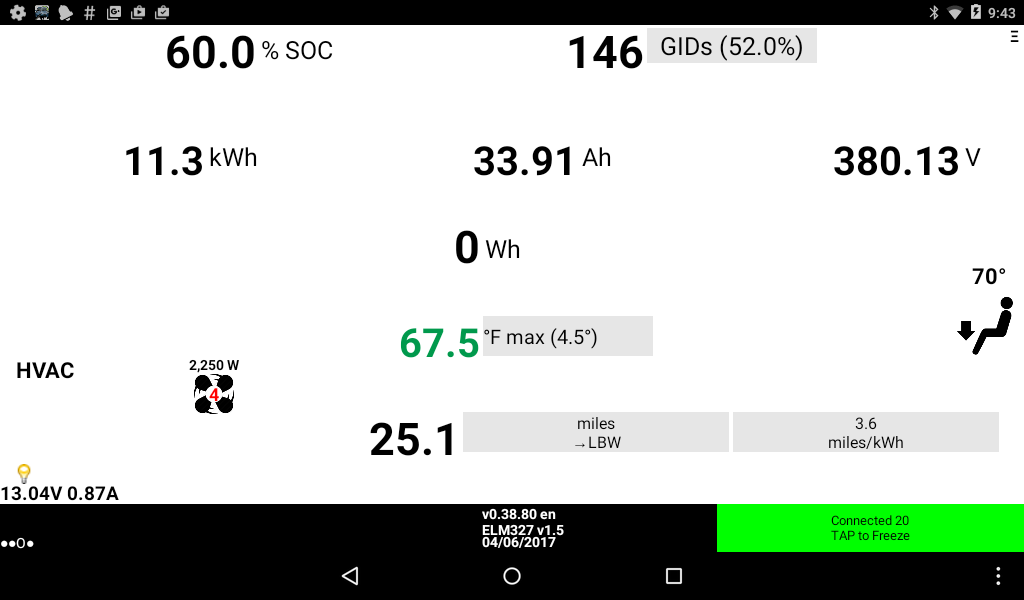 9:43
60.0 % SOC
146 GIDs (52.0%)
11.3 kWh
33.91 Ah
380.13 V
0 Wh
70°
67.5 °F max (4.5°)
HVAC
2,250 W
4
25.1
miles
→LBW
3.6
miles/kWh
13.04V 0.87A
v0.38.80 en
ELM327 v1.5
04/06/2017
Connected 20
TAP to Freeze